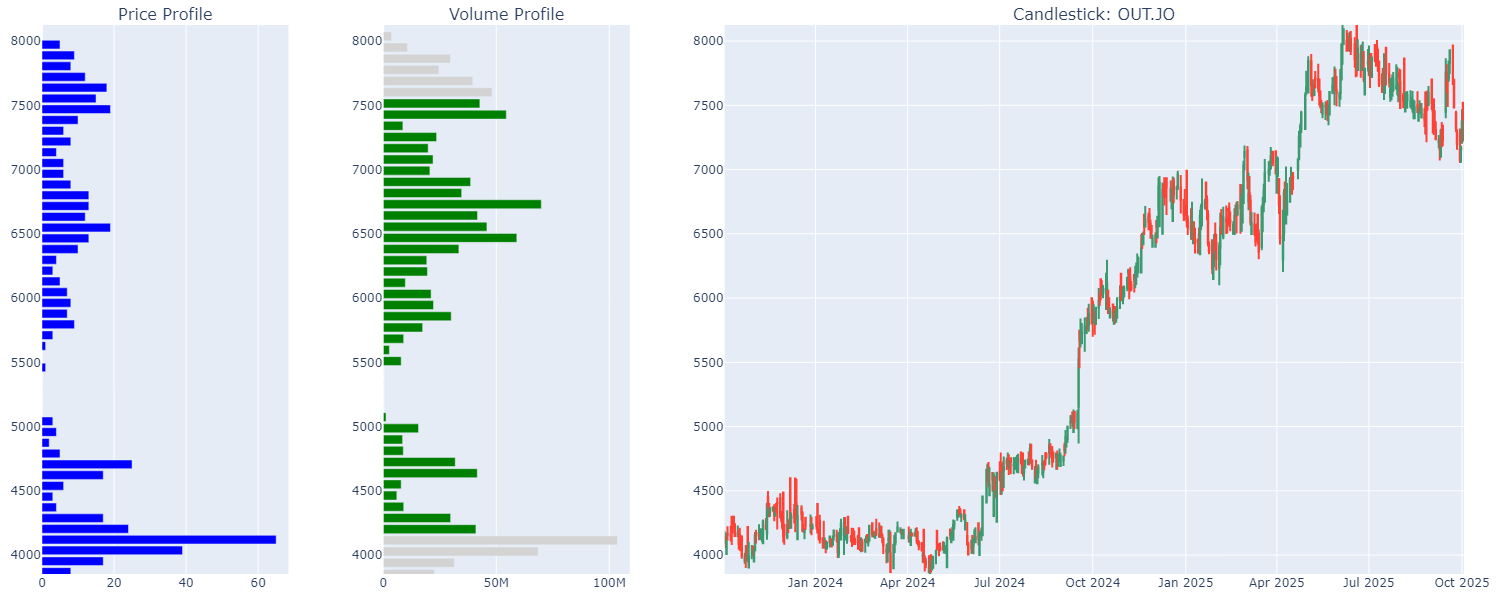 Price Profile
Volume Profile
Candlestick: OUT.JO
8000
7500
7000
6500
6000
5500
5000
4500
4000
0
20
40
60
8000
7500
7000
6500
6000
5500
5000
4500
4000
0
50M
100M
8000
7500
7000
6500
6000
5500
5000
4500
4000
Jan 2024
Apr 2024
Jul 2024
Oct 2024
Jan 2025
Apr 2025
Jul 2025
Oct 2025